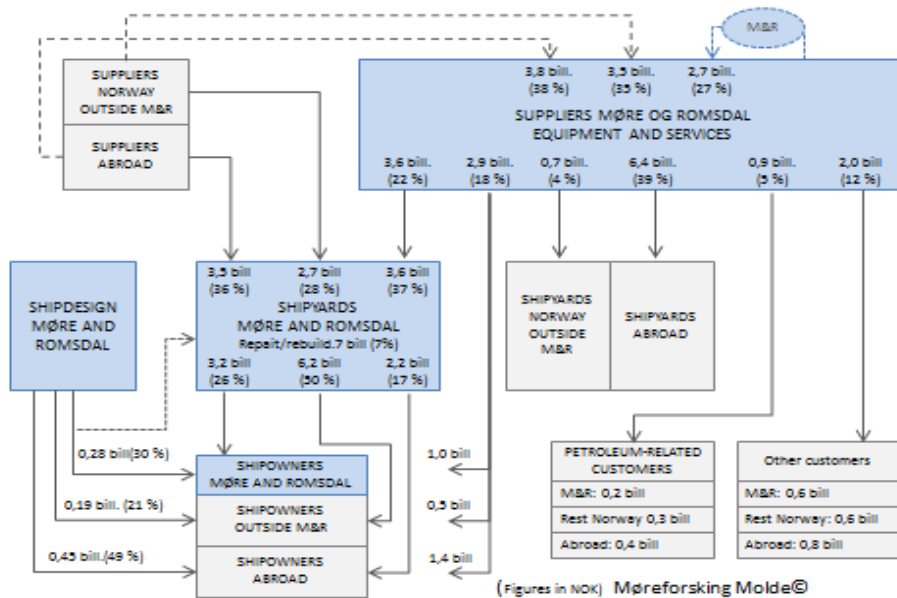 M&R
SUPPLIERS
NORWAY
OUTSIDE M&R
SUPPLIERS
ABROAD
3,8 bill. 3,5 bill. 2,7 bill.
(38 %) (35 %) (27 %)
SUPPLIERS MØRE OG ROMSDAL
EQUIPMENT AND SERVICES
3,6 bill. 2,9 bill. 0,7 bill. 6,4 bill. 0,9 bill. 2,0 bill
(22 %) (18 %) (4 %) (39 %) (5 %) (12 %)
SHIPDESIGN
MØRE AND
ROMSDAL
3,5 bill 2,7 bill 3,6 bill
(36 %) (28 %) (37 %)
SHIPYARDS
MØRE AND ROMSDAL
Repait/rebuild.7 bill (7%)
3,2 bill 6,2 bill 2,2 bill
(26 %) (50 %) (17 %)
SHIPYARDS
NORWAY
OUTSIDE
M&R
SHIPYARDS
ABROAD
0,28 bill(30 %)
0,19 bill. (21 %)
0,45 bill./(49 %)
SHIPOWNERS
MØRE AND ROMSDAL
SHIPOWNERS
OUTSIDE M&R
SHIPOWNERS
ABROAD
1,0 bill
0,5 bill
1,4 bill
PETROLEUM-RELATED
CUSTOMERS
M&R: 0,2 bill
Rest Norway 0,3 bill
Abroad: 0,4 bill
Other customers
M&R: 0,6 bill
Rest Norway: 0,6 bill
Abroad: 0,8 bill
(Figures in NOK) Møreforsking Molde©